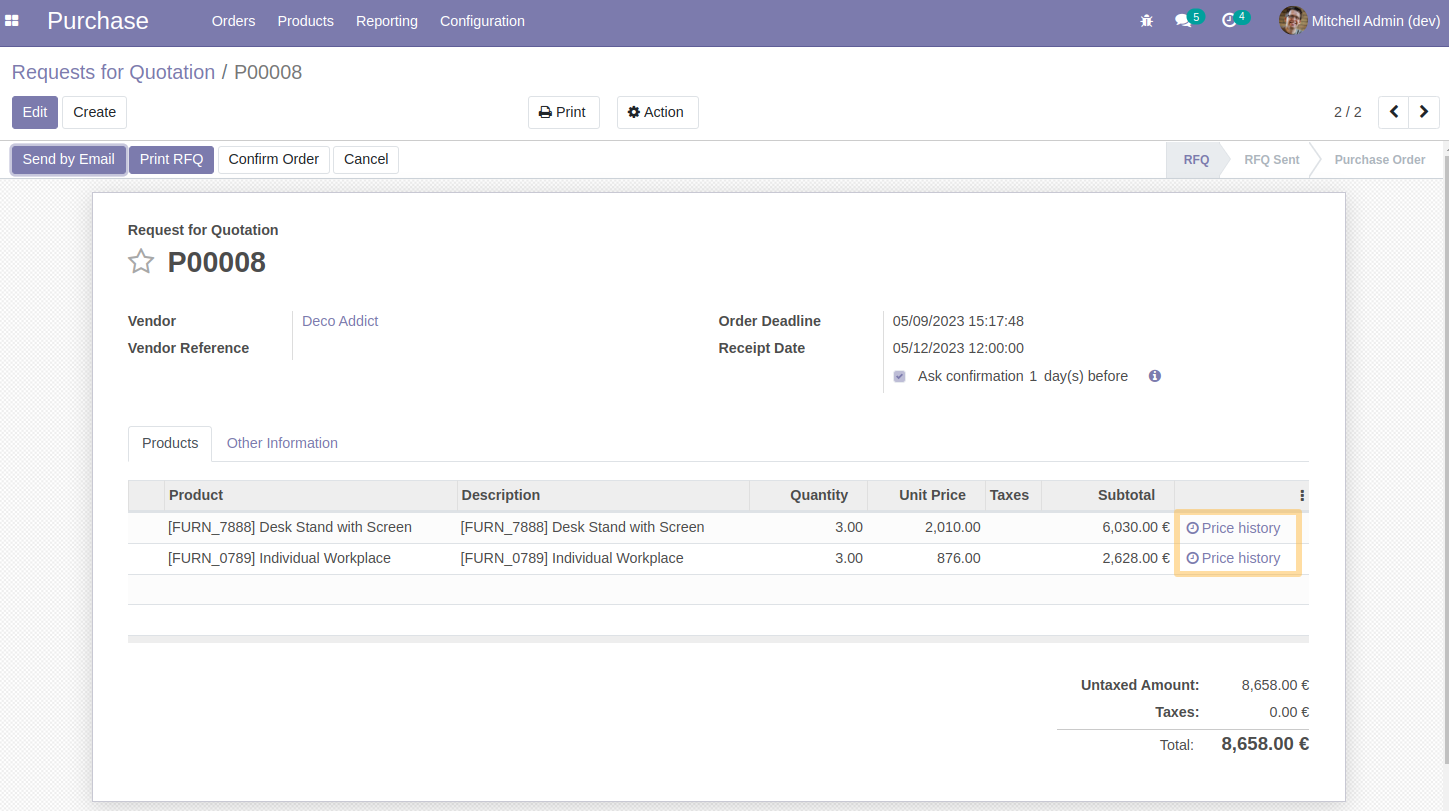 Purchase Orders Products Reporting Configuration 5 4 Mitchell Admin (dev)
Requests for Quotation / P00008
Edit Create Print Action 2 / 2
Send by Email Print RFQ Confirm Order Cancel RFQ RFQ Sent Purchase Order
Request for Quotation
P00008
Vendor Deco Addict Order Deadline 05/09/2023 15:17:48
Vendor Reference Receipt Date 05/12/2023 12:00:00
Ask confirmation 1 day(s) before
Products Other Information
Product Description Quantity Unit Price Taxes Subtotal
[FURN_7888] Desk Stand with Screen [FURN_7888] Desk Stand with Screen 3.00 2,010.00 6,030.00 € Price history
[FURN_0789] Individual Workplace [FURN_0789] Individual Workplace 3.00 876.00 2,628.00 € Price history
Untaxed Amount: 8,658.00 €
Taxes: 0.00 €
Total: 8,658.00 €